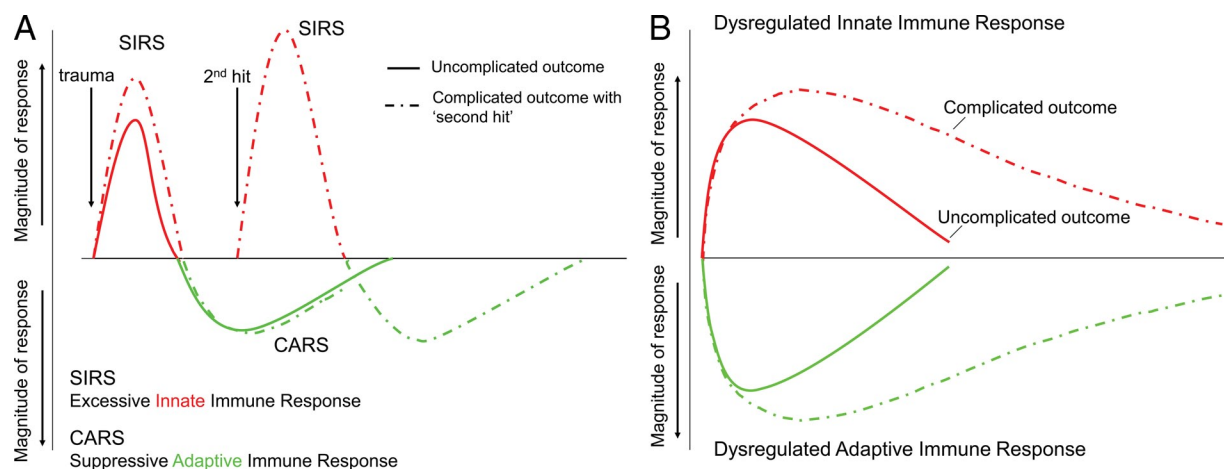 A
SIRS
SIRS
trauma
2nd hit
Uncomplicated outcome
Complicated outcome with
‘second hit’
Magnitude of response
Magnitude of response
CARS
SIRS
Excessive Innate Immune Response
CARS
Suppressive Adaptive Immune Response
B
Dysregulated Innate Immune Response
Complicated outcome
Uncomplicated outcome
Magnitude of response
Magnitude of response
Dysregulated Adaptive Immune Response